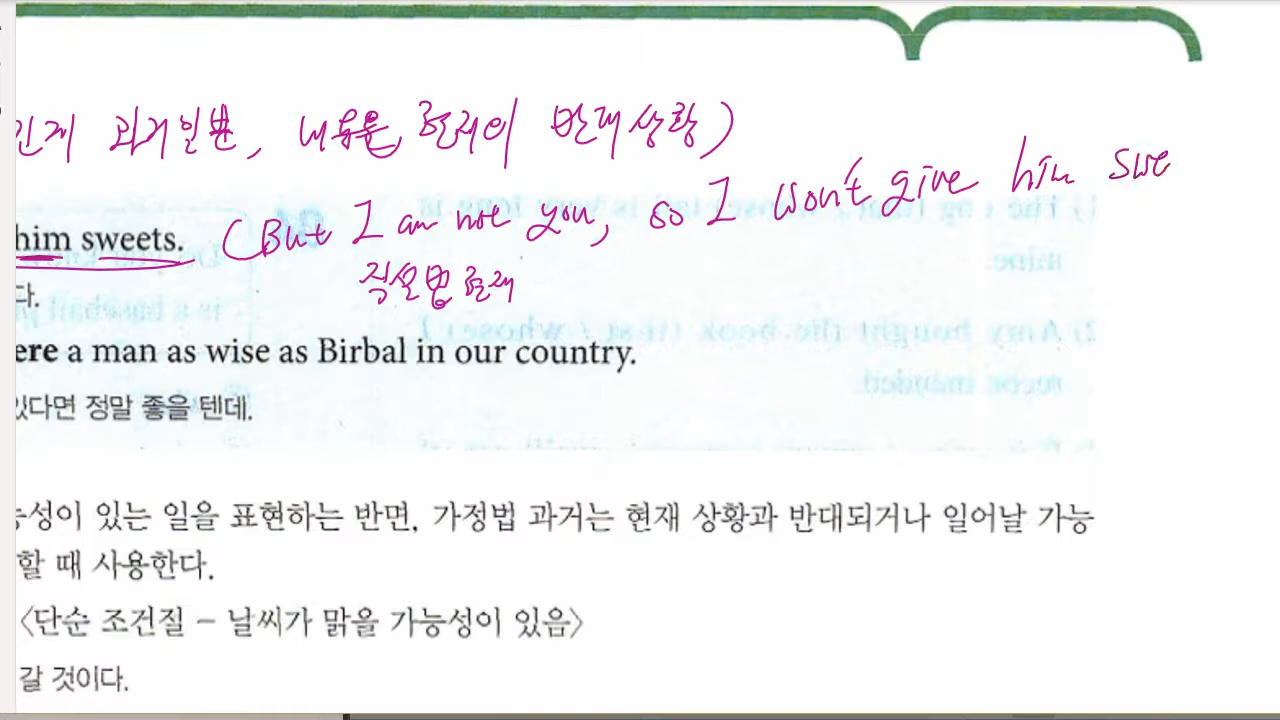 과거일뿐, 내용은 현재의 반대상황)
(But I am not you, so I won't give him swe
him sweets.
직설법 현재
다.
ere a man as wise as Birbal in our country.
있다면 정말 좋을 텐데.
능성이 있는 일을 표현하는 반면, 가정법 과거는 현재 상황과 반대되거나 일어날 가능
할 때 사용한다.
〈단순 조건절 – 날씨가 맑을 가능성이 있음〉
갈 것이다.